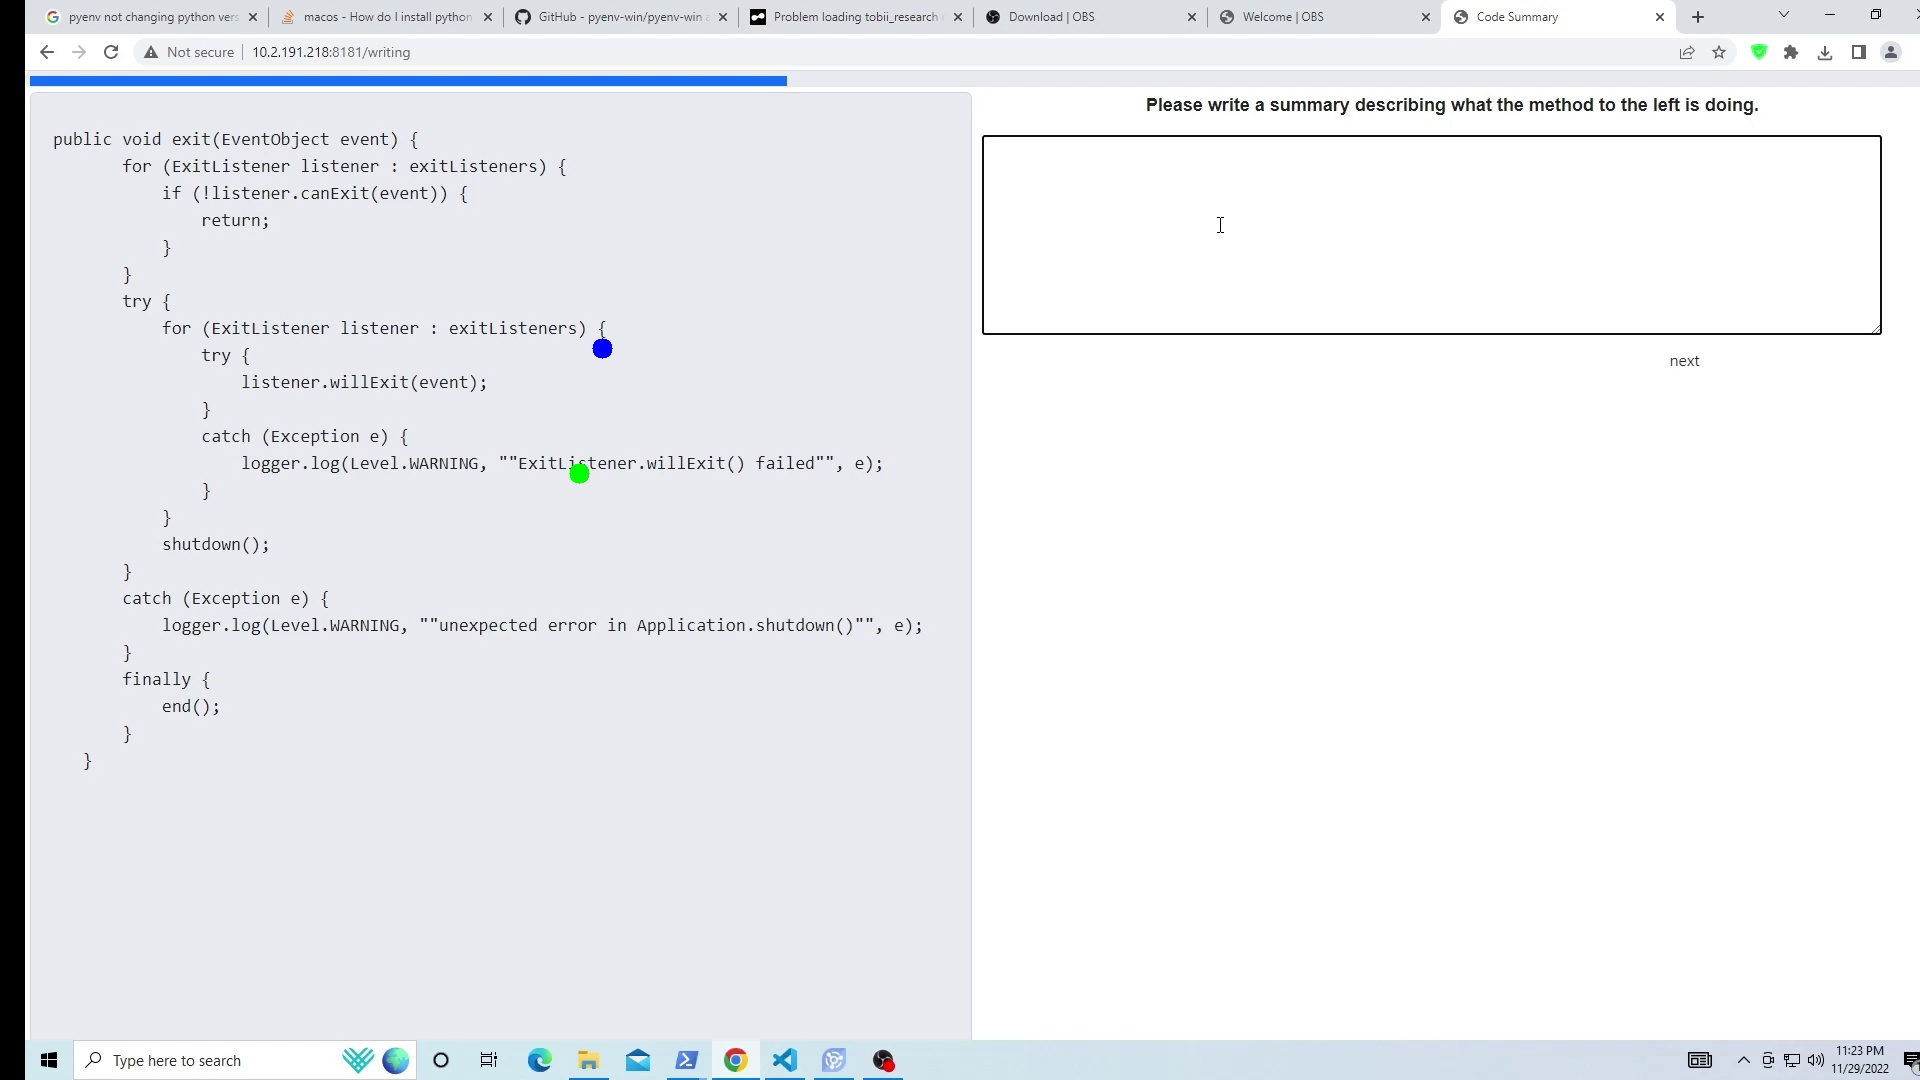 pyenv not changing python vers
macos - How do I install python
GitHub - pyenv-win/pyenv-win a
Problem loading tobii_research
Download | OBS
Welcome | OBS
Code Summary
Not secure
10.2.191.218:8181/writing
public void exit(EventObject event) {
for (ExitListener listener : exitListeners) {
if (!listener.canExit(event)) {
return;
}
}
try {
for (ExitListener listener : exitListeners) {
try {
listener.willExit(event);
}
catch (Exception e) {
logger.log(Level.WARNING, ""ExitListener.willExit() failed"", e);
}
}
shutdown();
}
catch (Exception e) {
logger.log(Level.WARNING, ""unexpected error in Application.shutdown()"", e);
}
finally {
end();
}
}
Please write a summary describing what the method to the left is doing.
next
Type here to search
11:23 PM
11/29/2022